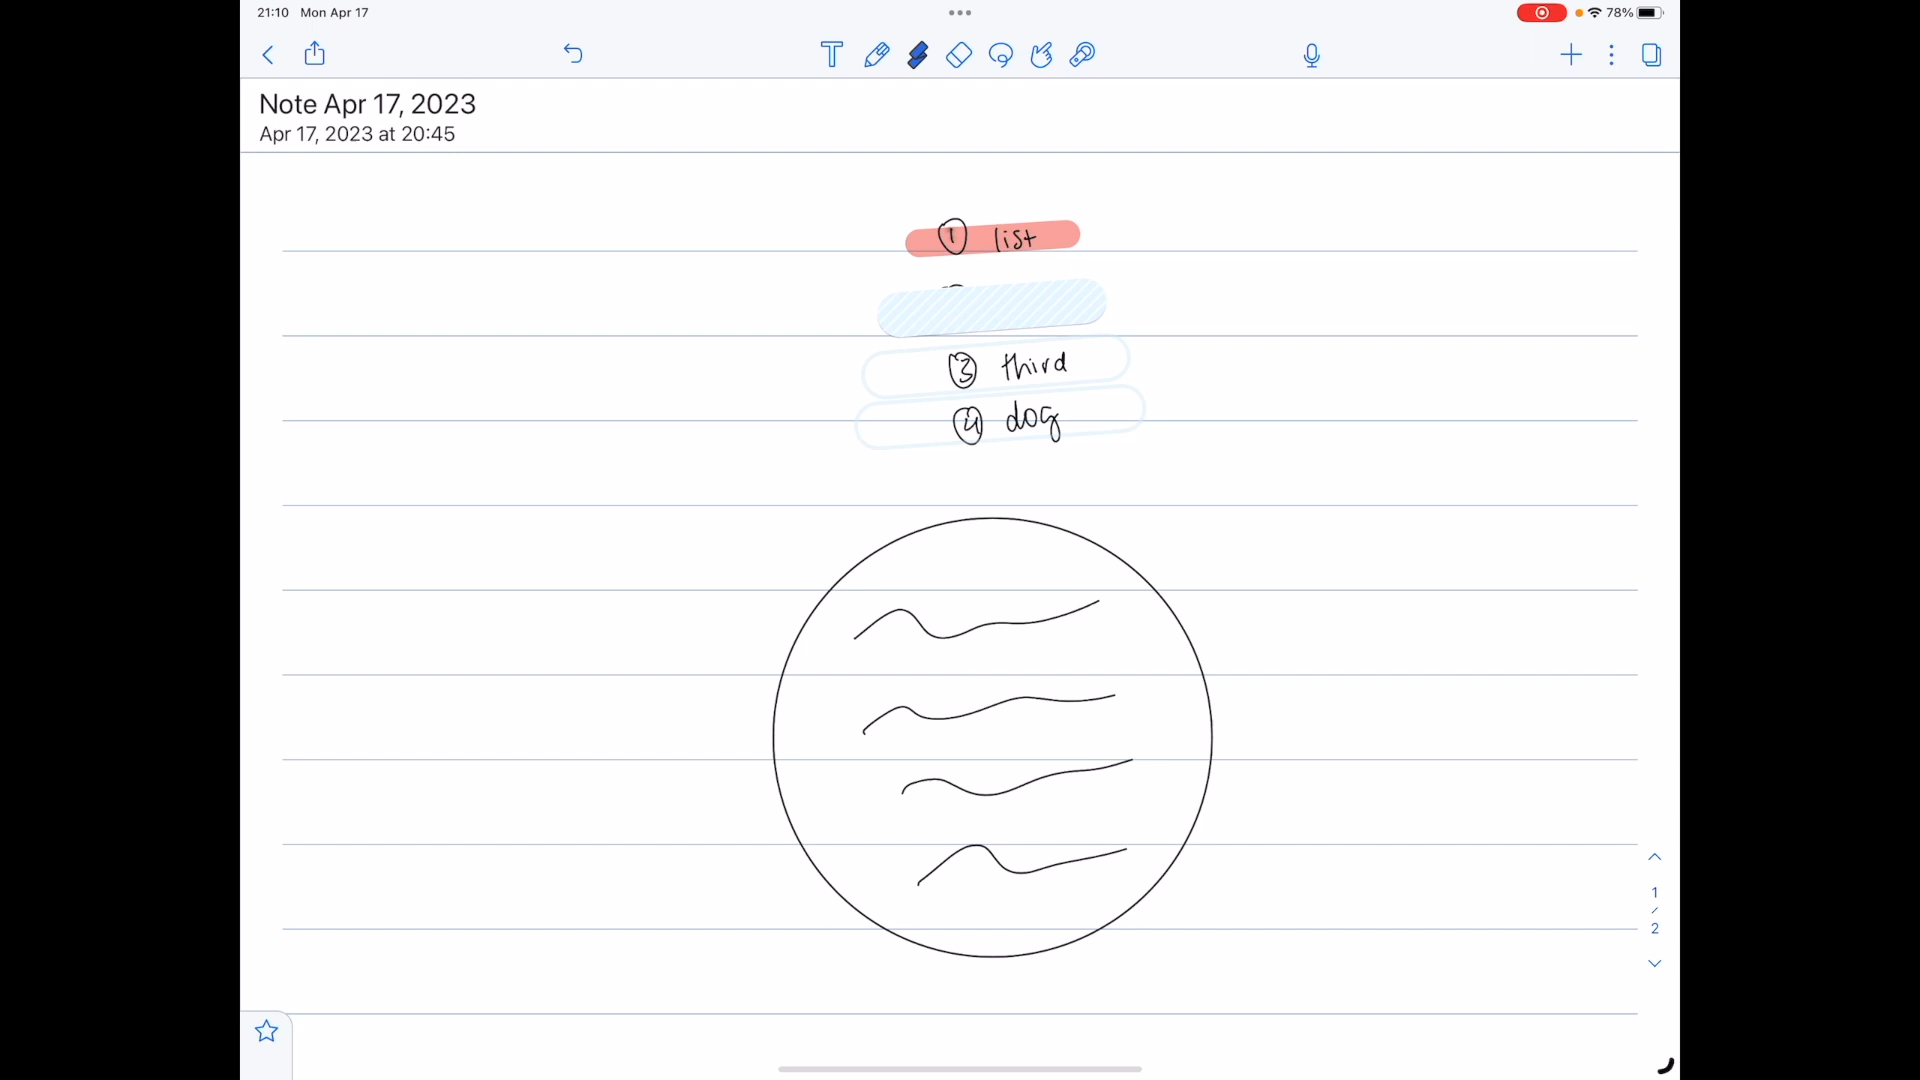 21:10 Mon Apr 17
78%
Note Apr 17, 2023
Apr 17, 2023 at 20:45
① list
③ third
④ dog
1
/
2